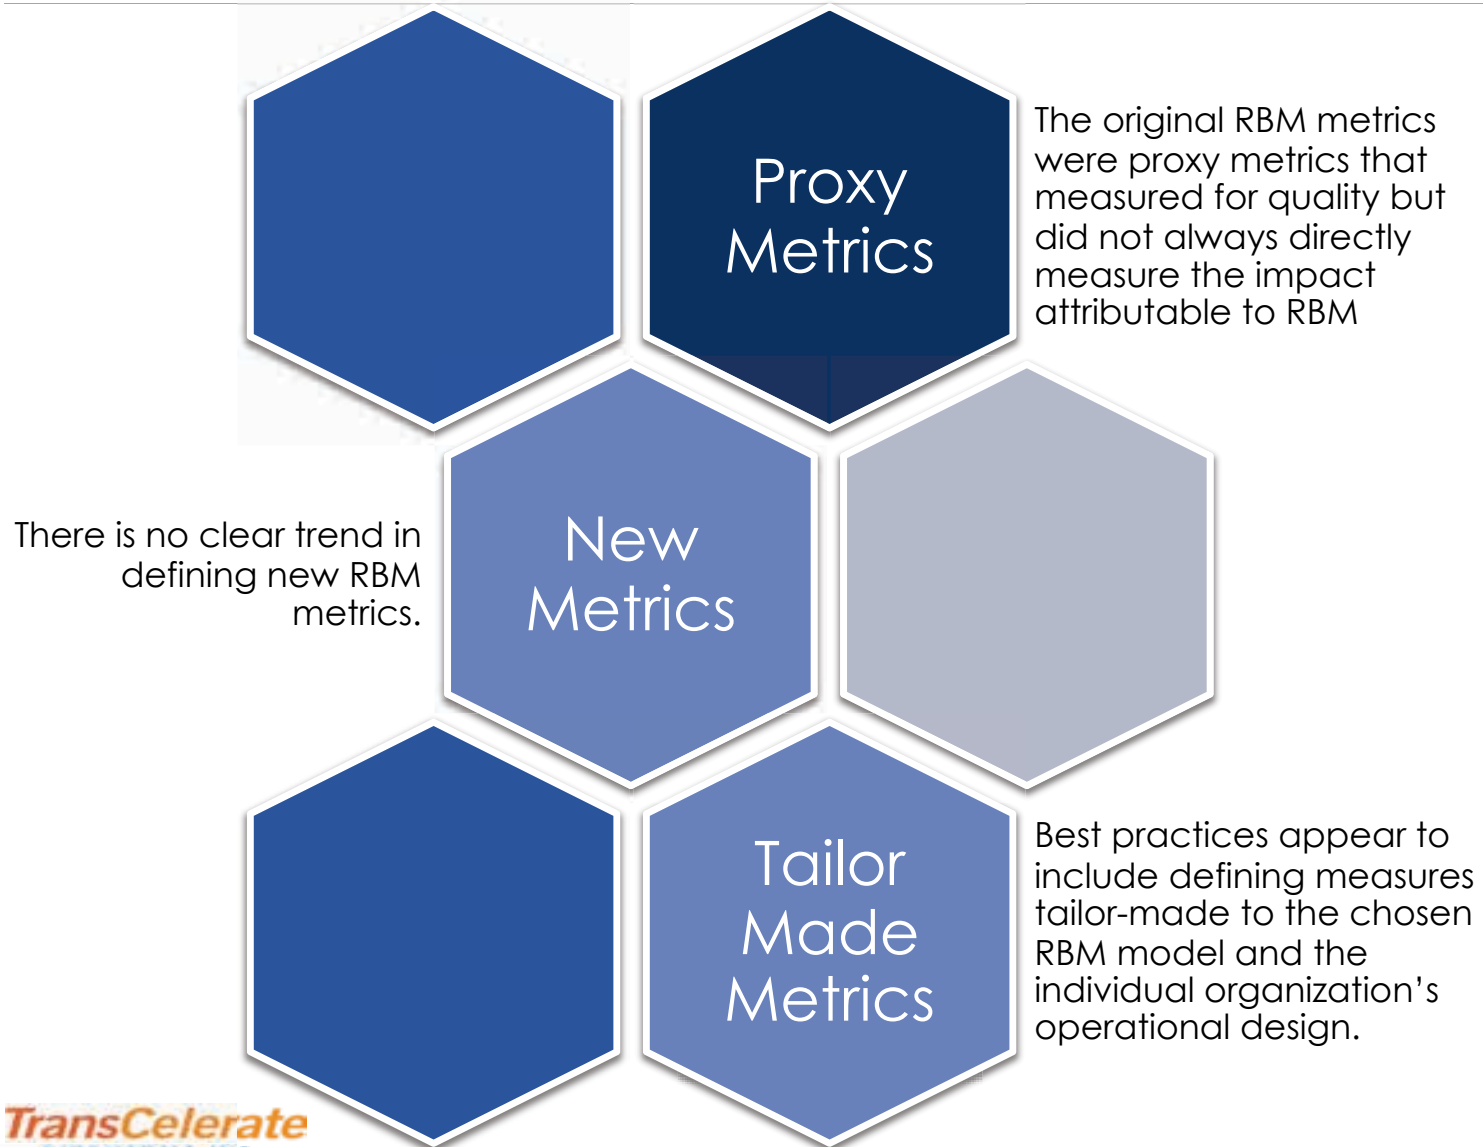 Proxy
Metrics
The original RBM metrics
were proxy metrics that
measured for quality but
did not always directly
measure the impact
attributable to RBM
There is no clear trend in
defining new RBM
metrics.
New
Metrics
Tailor
Made
Metrics
Best practices appear to
include defining measures
tailor-made to the chosen
RBM model and the
individual organization's
operational design.
TransCelerate